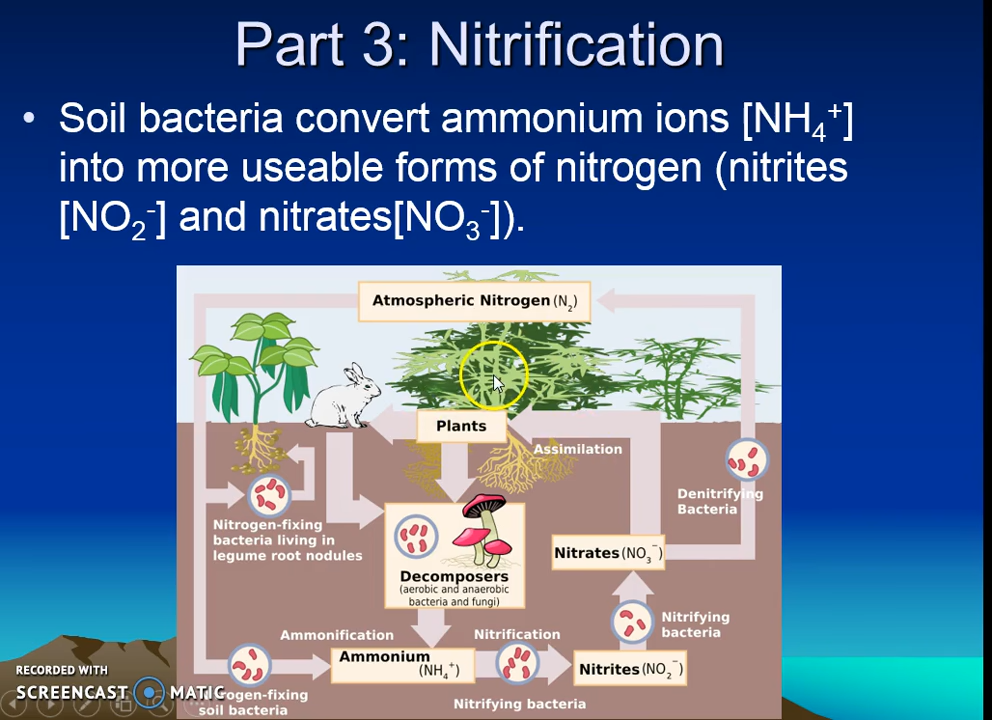 Part 3: Nitrification
• Soil bacteria convert ammonium ions [NH₄⁺]
into more useable forms of nitrogen (nitrites
[NO₂⁻] and nitrates[NO₃⁻]).
Atmospheric Nitrogen (N₂)
Plants
Assimilation
Denitrifying
Bacteria
Nitrogen-fixing
bacteria living in
legume root nodules
Decomposers
(aerobic and anaerobic
bacteria and fungi)
Nitrates (NO₃⁻)
Nitrifying
bacteria
Ammonification
Nitrification
Ammonium
(NH₄⁺)
Nitrites (NO₂⁻)
Nitrifying bacteria
soil bacteria
RECORDED WITH
SCREENCAST MATIC